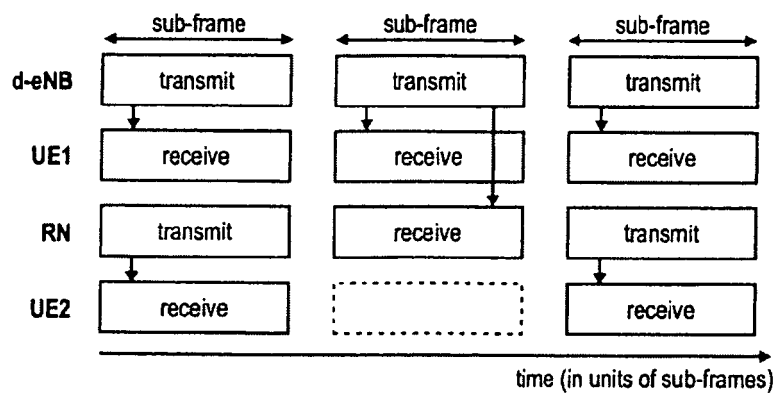 sub-frame sub-frame sub-frame
d-eNB transmit transmit transmit
UE1 receive receive receive
RN transmit receive transmit
UE2 receive receive
time (in units of sub-frames)